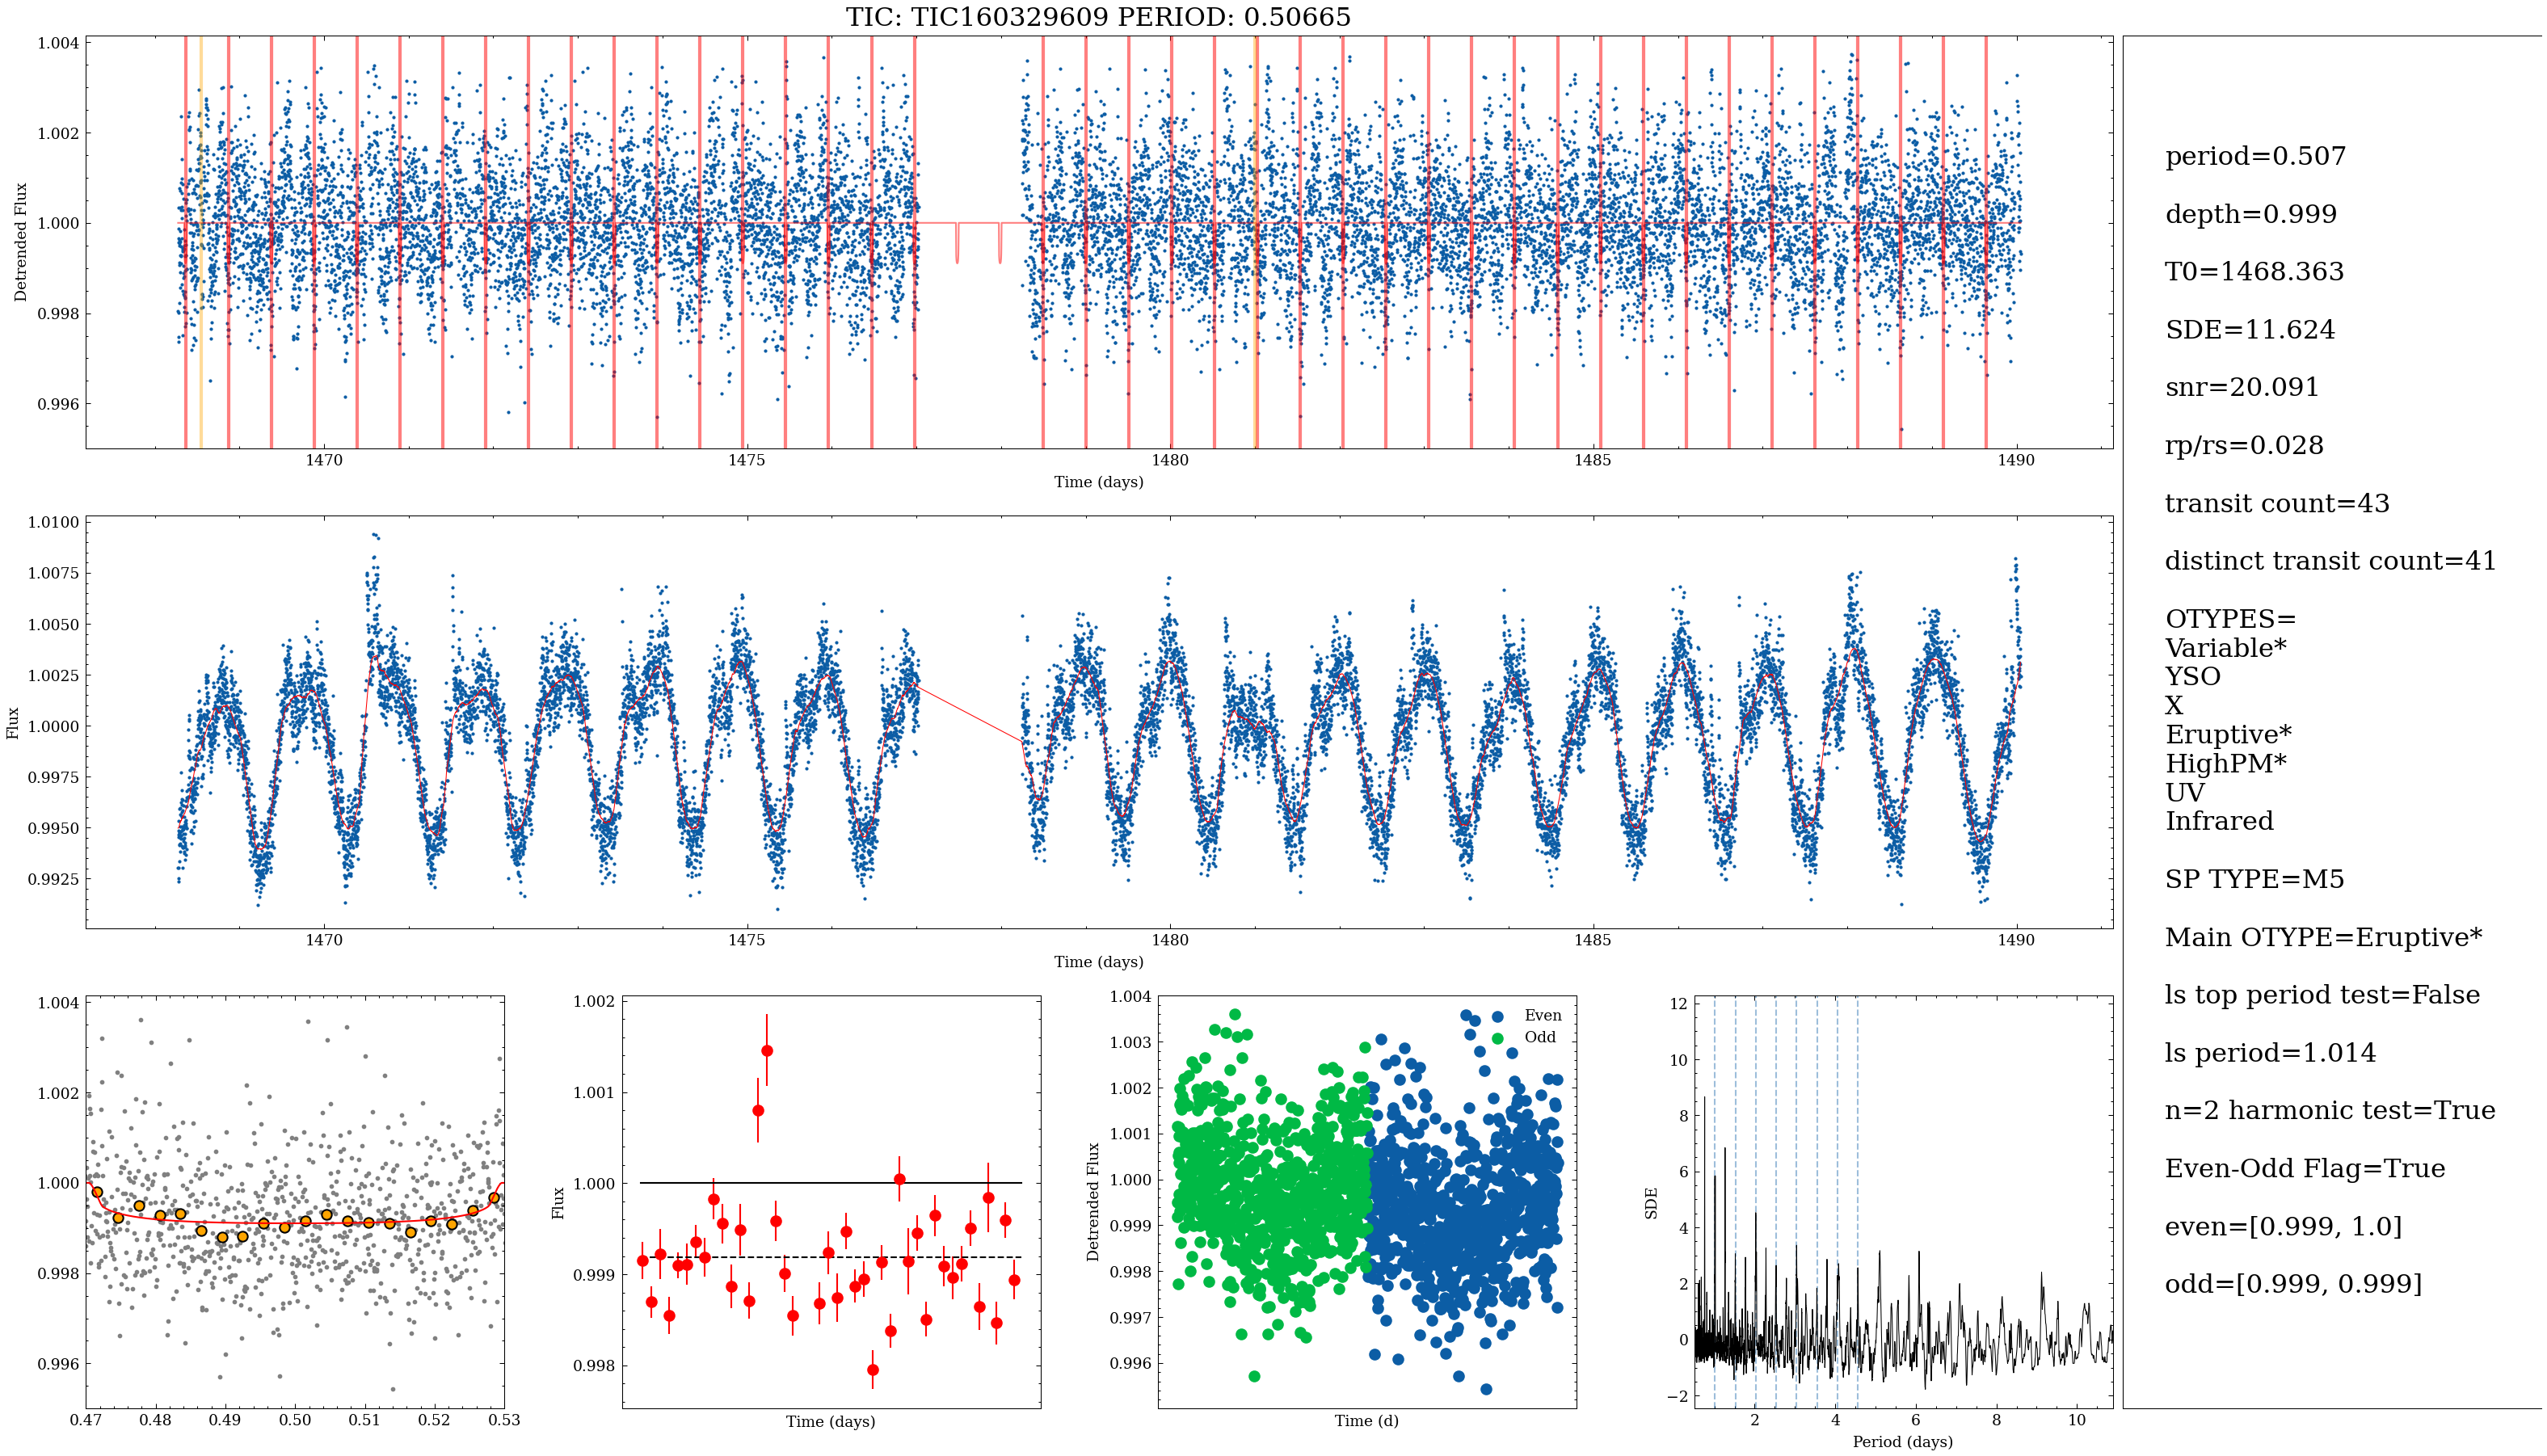 TIC: TIC160329609 PERIOD: 0.50665
1.004
1.002
1.000
0.998
0.996
Detrended Flux
1470
1475
1480
1485
1490
Time (days)
1.0100
1.0075
1.0050
1.0025
1.0000
0.9975
0.9950
0.9925
Flux
1470
1475
1480
1485
1490
Time (days)
1.004
1.002
1.000
0.998
0.996
0.47
0.48
0.49
0.50
0.51
0.52
0.53
1.002
1.001
1.000
0.999
0.998
Flux
Time (days)
1.004
1.003
1.002
1.001
1.000
0.999
0.998
0.997
0.996
Detrended Flux
Even
Odd
Time (d)
12
10
8
6
4
2
0
−2
SDE
2
4
6
8
10
Period (days)
period=0.507
depth=0.999
T0=1468.363
SDE=11.624
snr=20.091
rp/rs=0.028
transit count=43
distinct transit count=41
OTYPES=
Variable*
YSO
X
Eruptive*
HighPM*
UV
Infrared
SP TYPE=M5
Main OTYPE=Eruptive*
ls top period test=False
ls period=1.014
n=2 harmonic test=True
Even-Odd Flag=True
even=[0.999, 1.0]
odd=[0.999, 0.999]